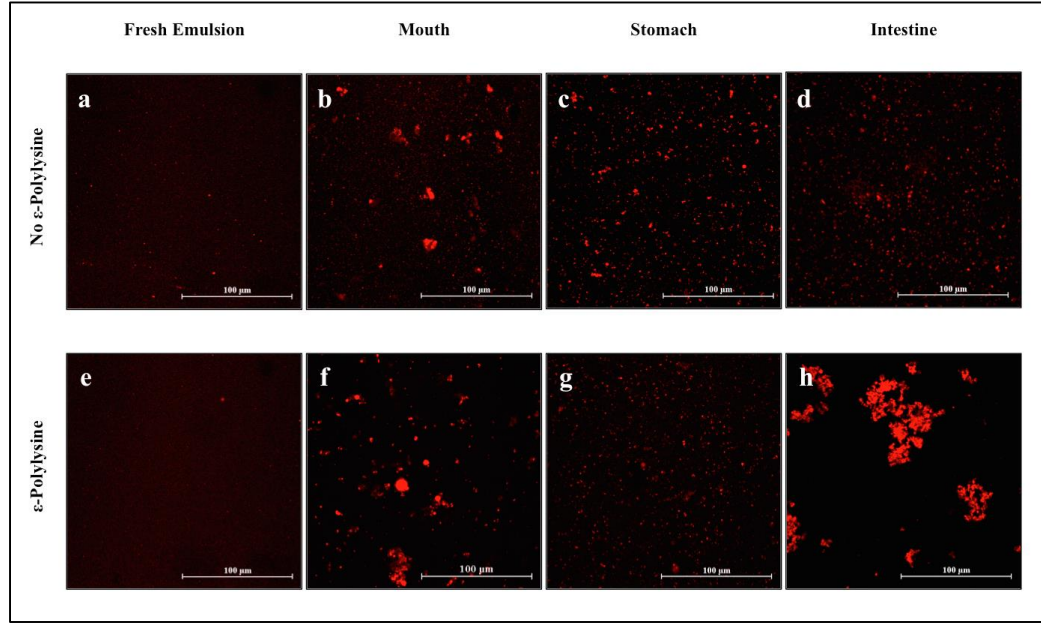 Fresh Emulsion Mouth Stomach Intestine
No ε-Polylysine
a b c d
100 µm 100 µm 100 µm 100 µm
ε-Polylysine
e f g h
100 µm 100 µm 100 µm 100 µm